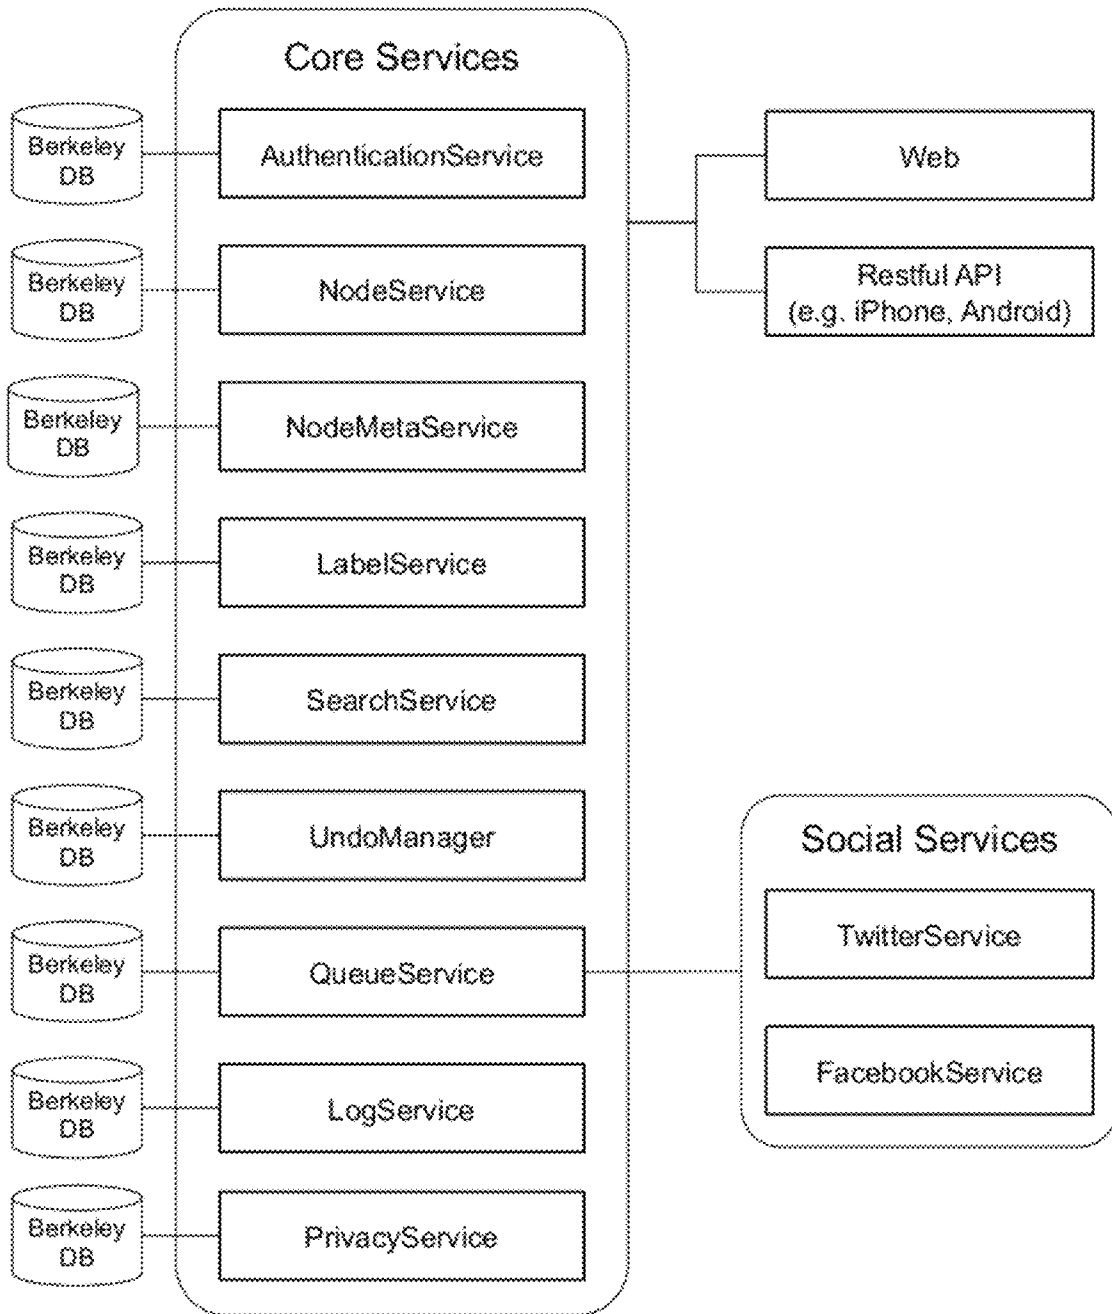 Core Services
Berkeley
DB
AuthenticationService
Web
Berkeley
DB
NodeService
Restful API
(e.g. iPhone, Android)
Berkeley
DB
NodeMetaService
Berkeley
DB
LabelService
Berkeley
DB
SearchService
Berkeley
DB
UndoManager
Social Services
TwitterService
Berkeley
DB
QueueService
FacebookService
Berkeley
DB
LogService
Berkeley
DB
PrivacyService